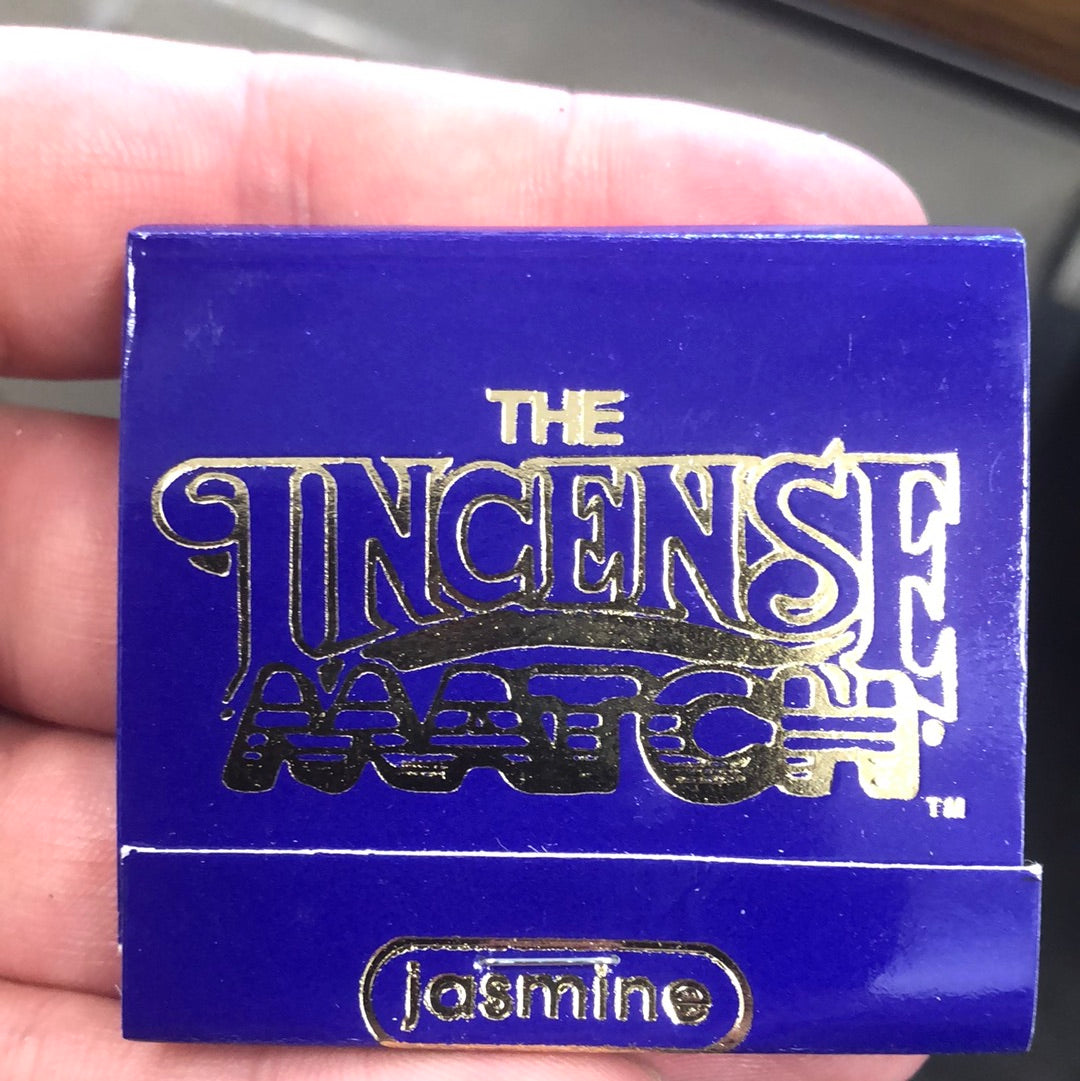 THE
INCENSE
MATCH
TM
jasmine